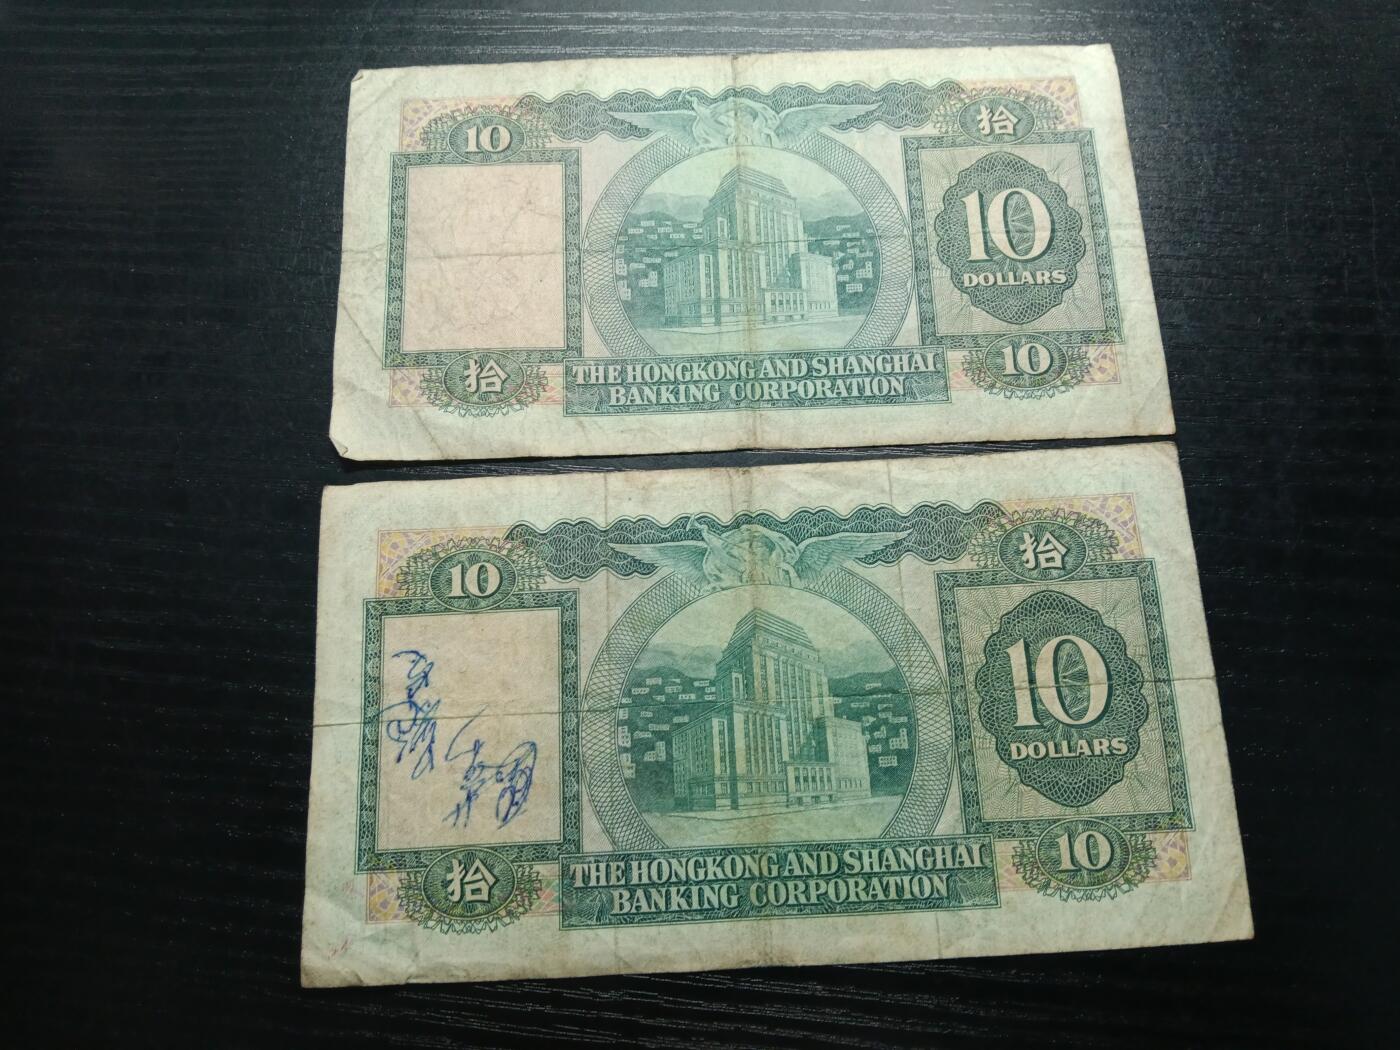 10
拾
10
DOLLARS
拾
THE HONGKONG AND SHANGHAI
BANKING CORPORATION
10
10
拾
10
DOLLARS
拾
THE HONGKONG AND SHANGHAI
BANKING CORPORATION
10